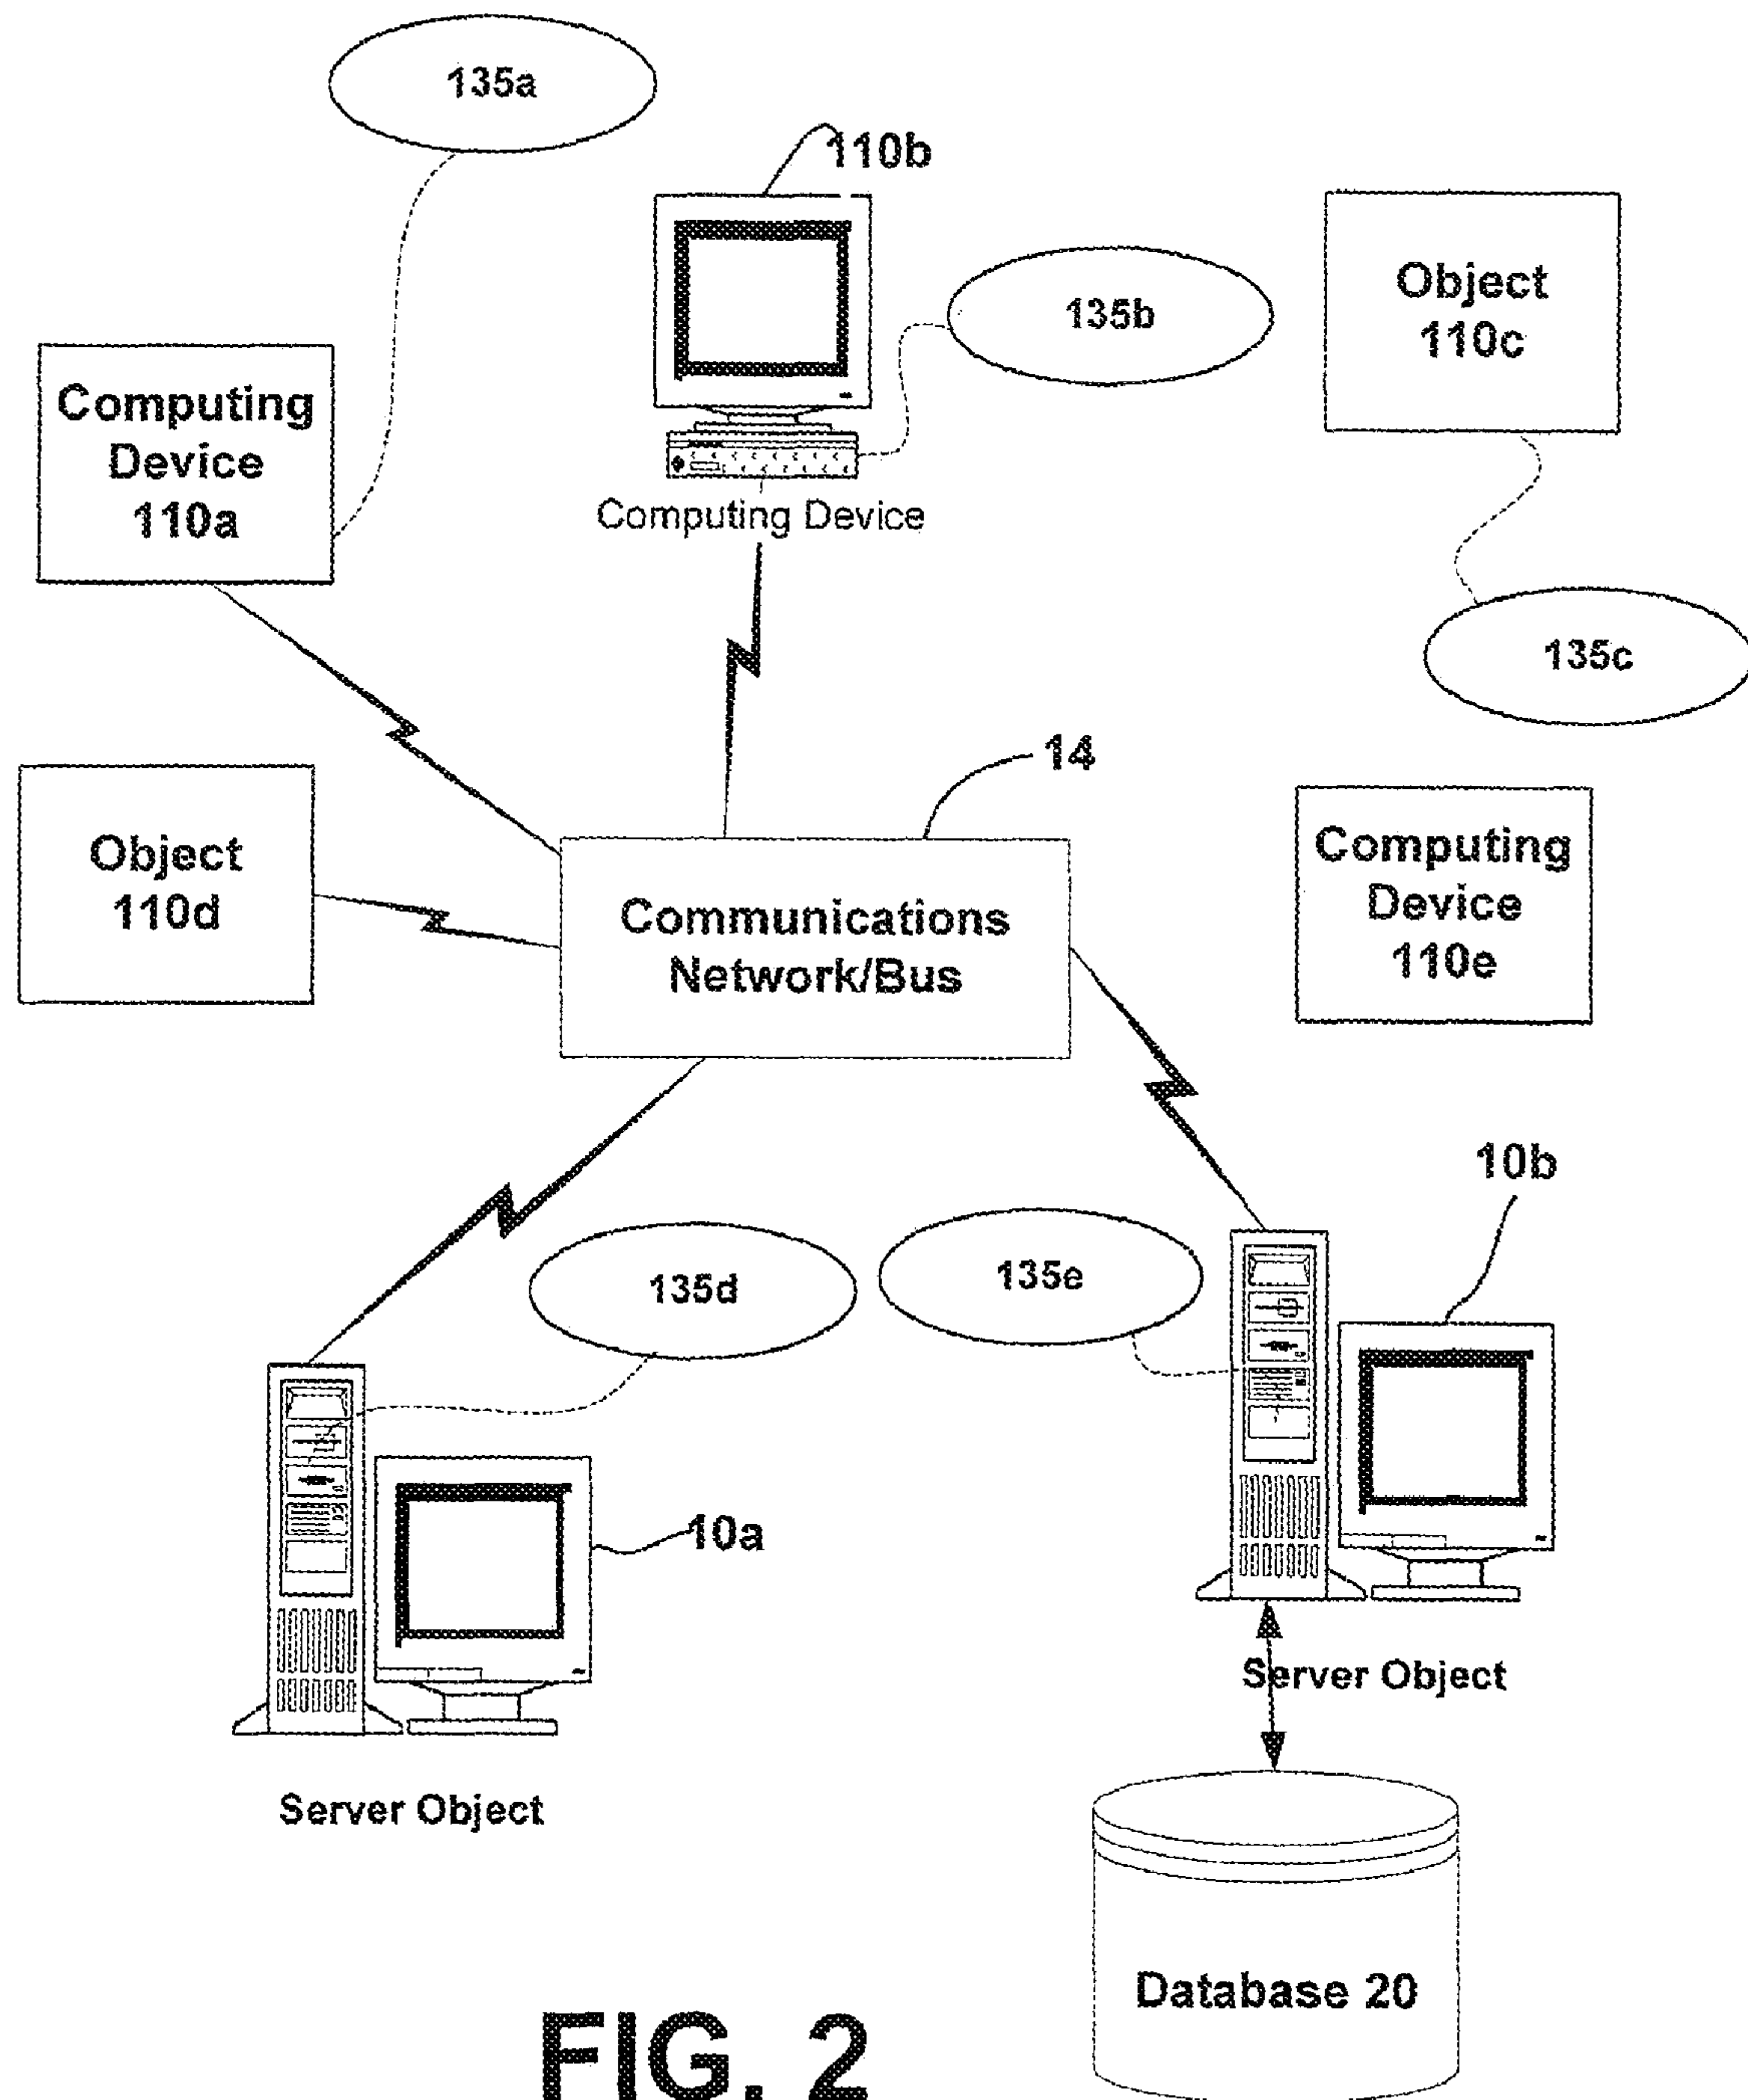 135a
110b
Object
110c
135b
Computing
Device
110a
Computing Device
135c
14
Object
110d
Computing
Device
110e
Communications
Network/Bus
10b
135d
135e
10a
Server Object
Server Object
Database 20
FIG. 2